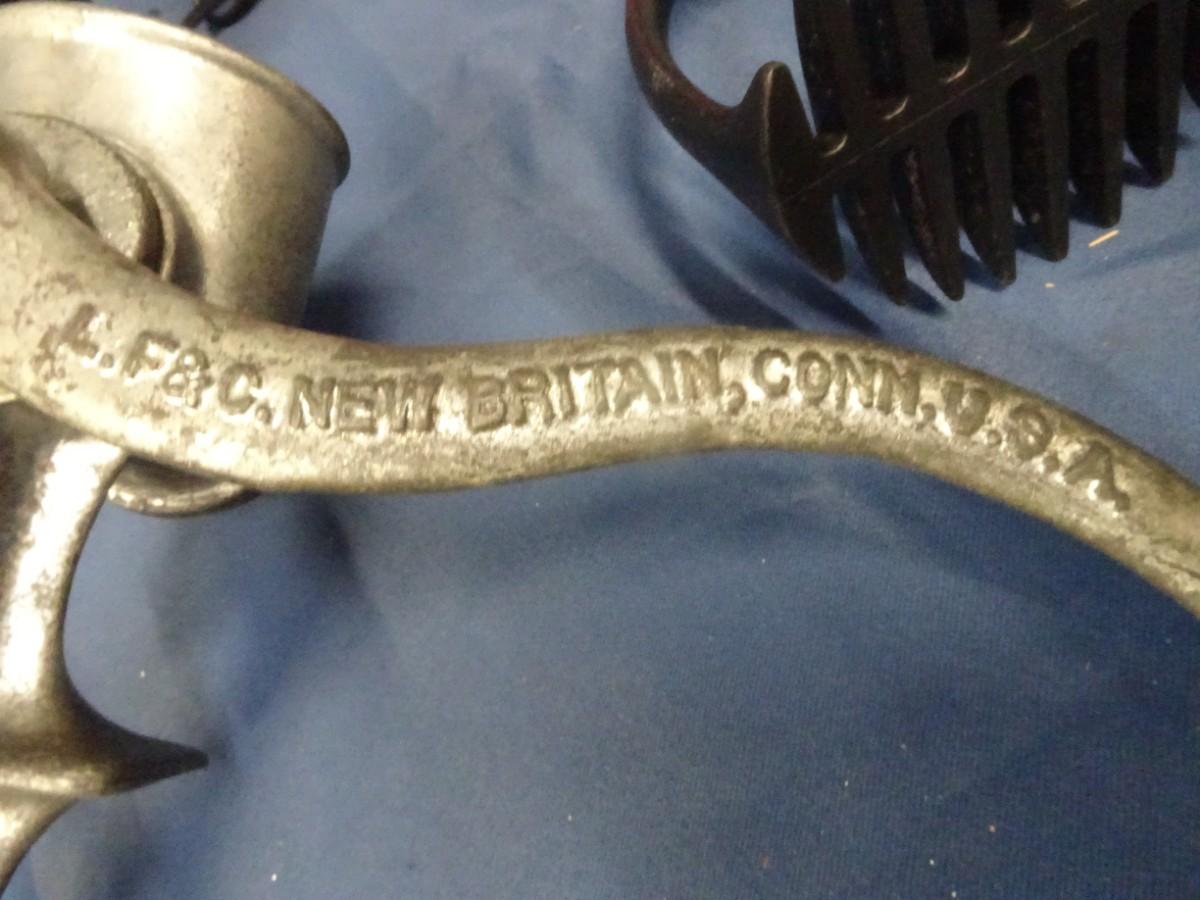 L. F & C. NEW BRITAIN, CONN. U.S.A.